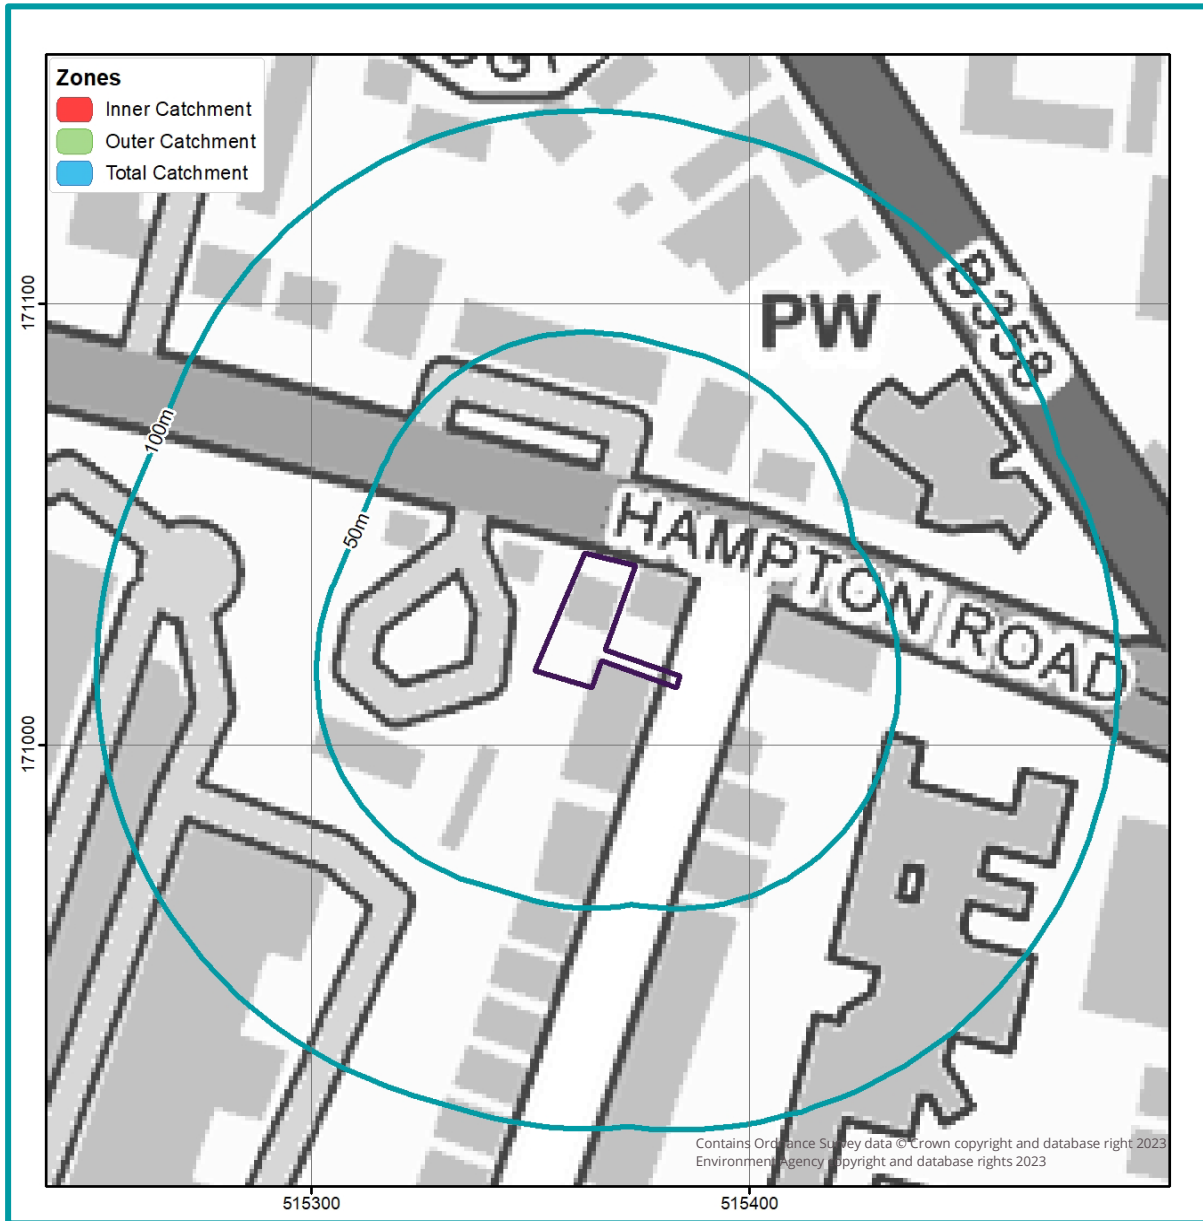 Zones
Inner Catchment
Outer Catchment
Total Catchment
B358
171100
PW
100m
50m
HAMPTON ROAD
171000
Contains Ordnance Survey data © Crown copyright and database right 2023
Environment Agency copyright and database rights 2023
515300
515400